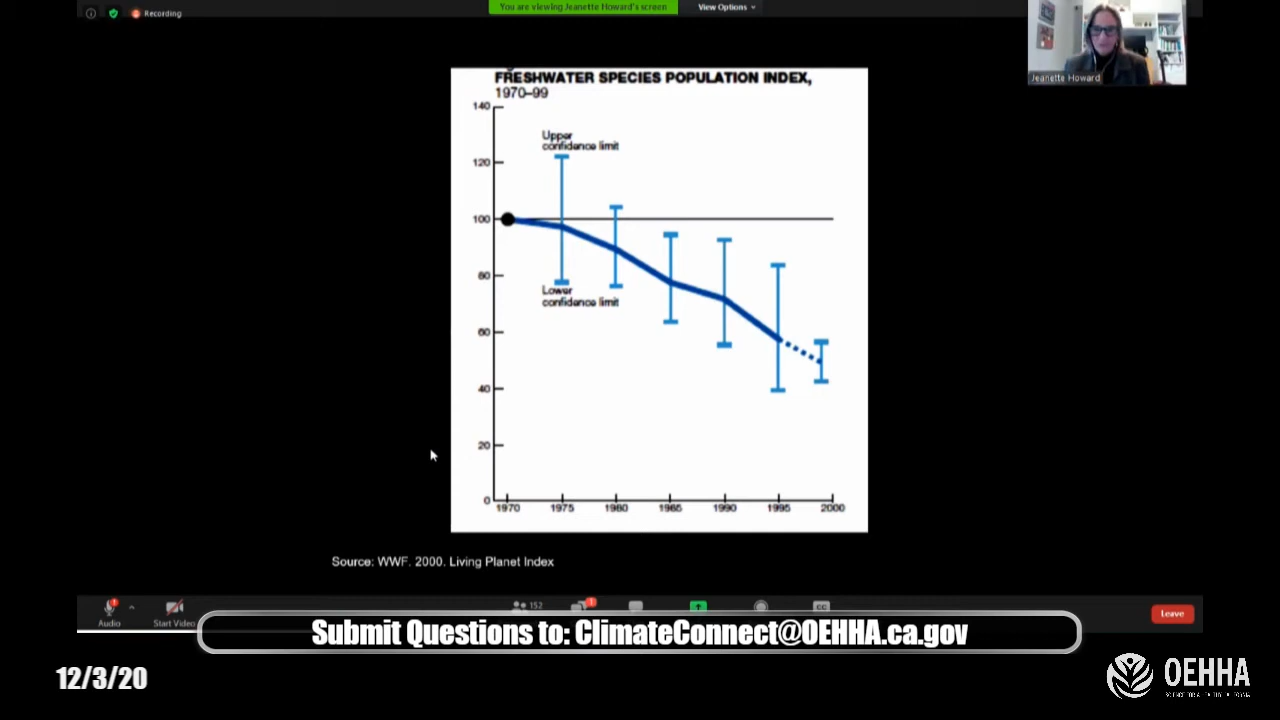 Recording
You are viewing Jeanette Howard's screen
View Options
Jeanette Howard
FRESHWATER SPECIES POPULATION INDEX,
1970–99
140
Upper
confidence limit
120
100
80
Lower
confidence limit
60
40
20
0
1970 1975 1980 1985 1990 1995 2000
Source: WWF. 2000. Living Planet Index
152
1
CC
Audio
Start Video
Leave
Submit Questions to: ClimateConnect@OEHHA.ca.gov
12/3/20
OEHHA